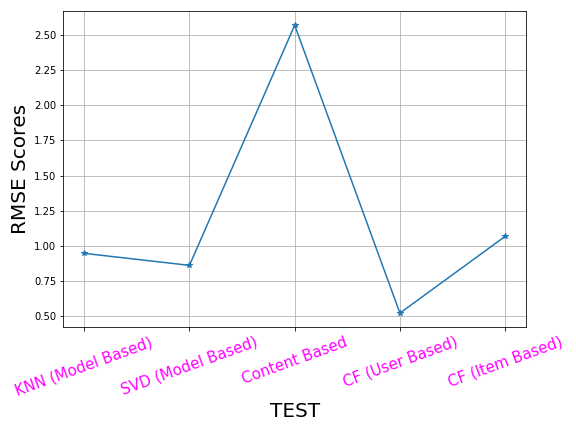 RMSE Scores
2.50
2.25
2.00
1.75
1.50
1.25
1.00
0.75
0.50
KNN (Model Based)
SVD (Model Based)
Content Based
CF (User Based)
CF (Item Based)
TEST